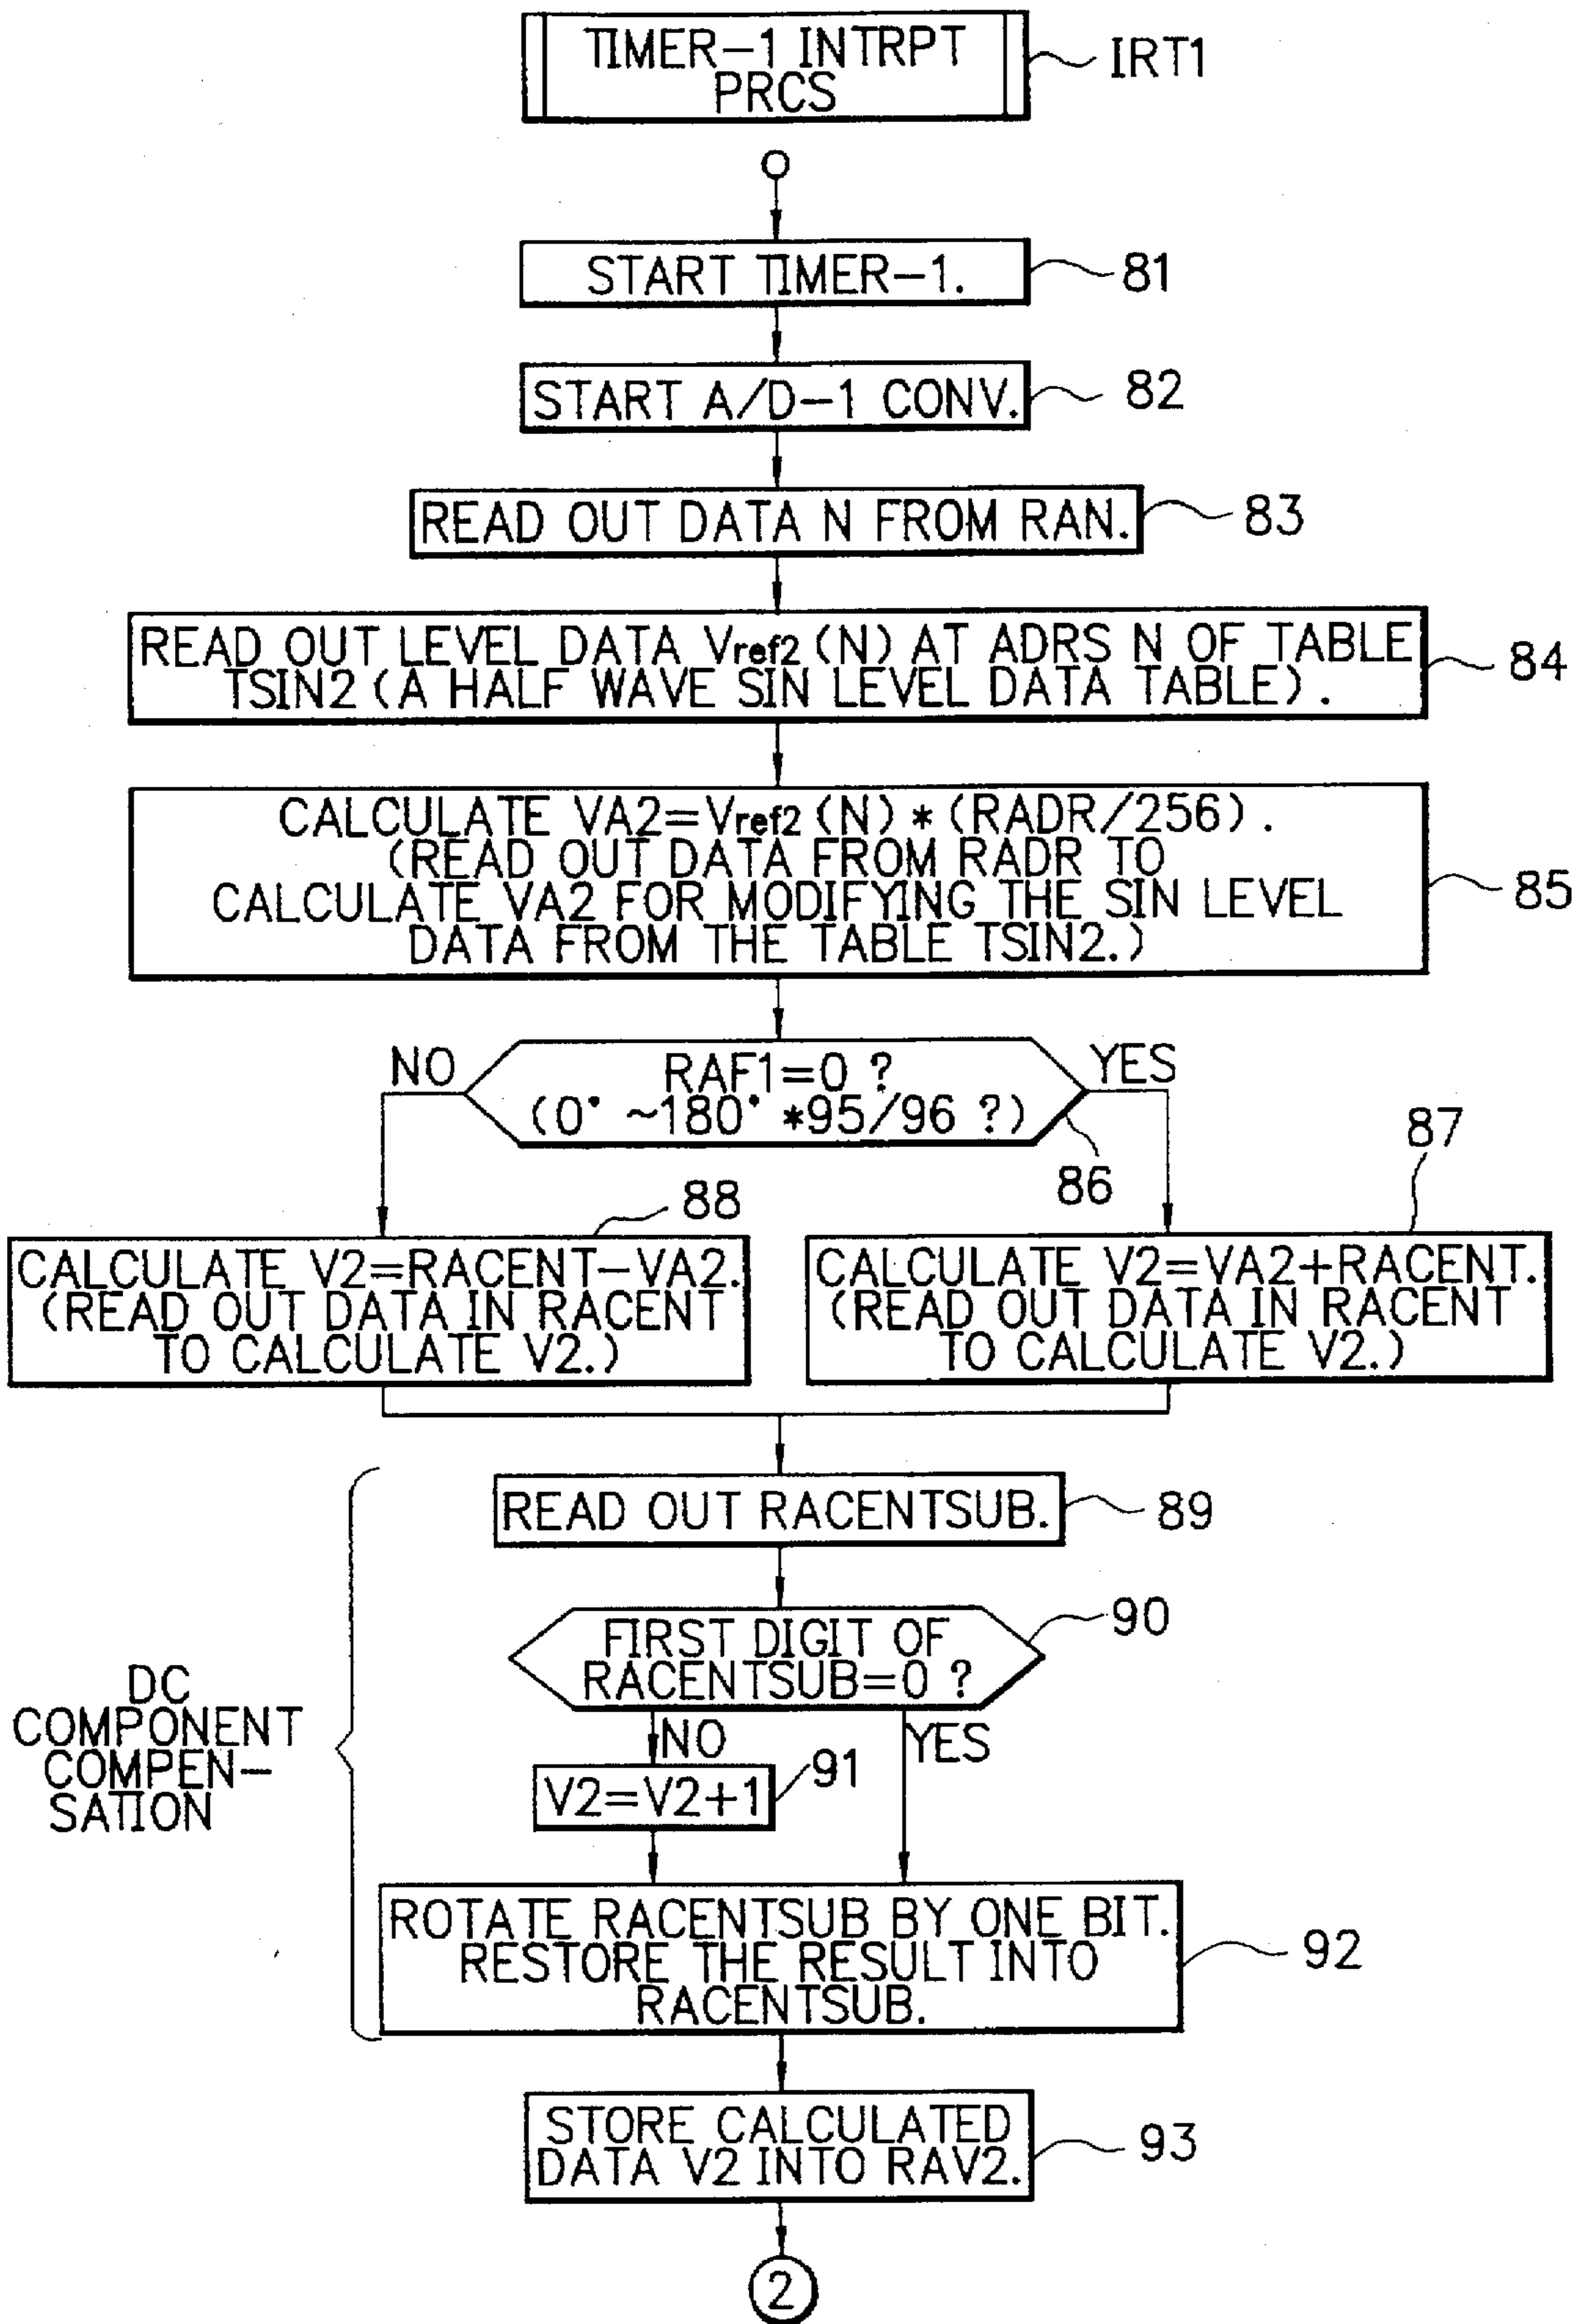 TIMER-1 INTRPT
PRCS
IRT1
START TIMER-1.
81
START A/D-1 CONV.
82
READ OUT DATA N FROM RAN.
83
READ OUT LEVEL DATA Vref2 (N) AT ADRS N OF TABLE
TSIN2 (A HALF WAVE SIN LEVEL DATA TABLE).
84
CALCULATE VA2=Vref2 (N) * (RADR/256).
(READ OUT DATA FROM RADR TO
CALCULATE VA2 FOR MODIFYING THE SIN LEVEL
DATA FROM THE TABLE TSIN2.)
85
NO
RAF1=0 ?
(0° ~180° *95/96 ?)
YES
86
87
88
CALCULATE V2=RACENT-VA2.
(READ OUT DATA IN RACENT
TO CALCULATE V2.)
CALCULATE V2=VA2+RACENT.
(READ OUT DATA IN RACENT
TO CALCULATE V2.)
READ OUT RACENTSUB.
89
FIRST DIGIT OF
RACENTSUB=0 ?
90
NO
YES
V2=V2+1
91
DC
COMPONENT
COMPEN-
SATION
ROTATE RACENTSUB BY ONE BIT.
RESTORE THE RESULT INTO
RACENTSUB.
92
STORE CALCULATED
DATA V2 INTO RAV2.
93
2